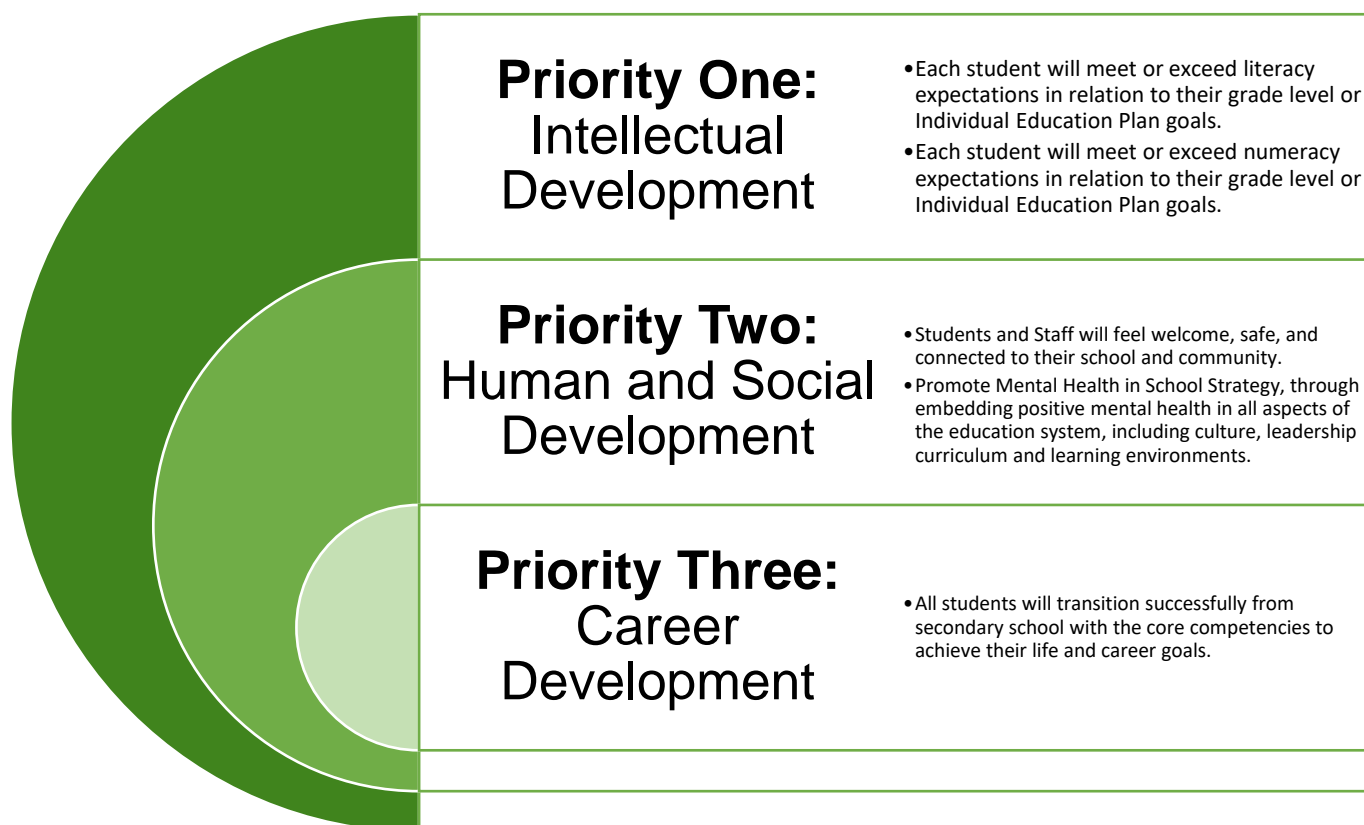 Priority One:
Intellectual
Development
•Each student will meet or exceed literacy
expectations in relation to their grade level or
Individual Education Plan goals.
•Each student will meet or exceed numeracy
expectations in relation to their grade level or
Individual Education Plan goals.
Priority Two:
Human and Social
Development
•Students and Staff will feel welcome, safe, and
connected to their school and community.
•Promote Mental Health in School Strategy, through
embedding positive mental health in all aspects of
the education system, including culture, leadership
curriculum and learning environments.
Priority Three:
Career
Development
•All students will transition successfully from
secondary school with the core competencies to
achieve their life and career goals.